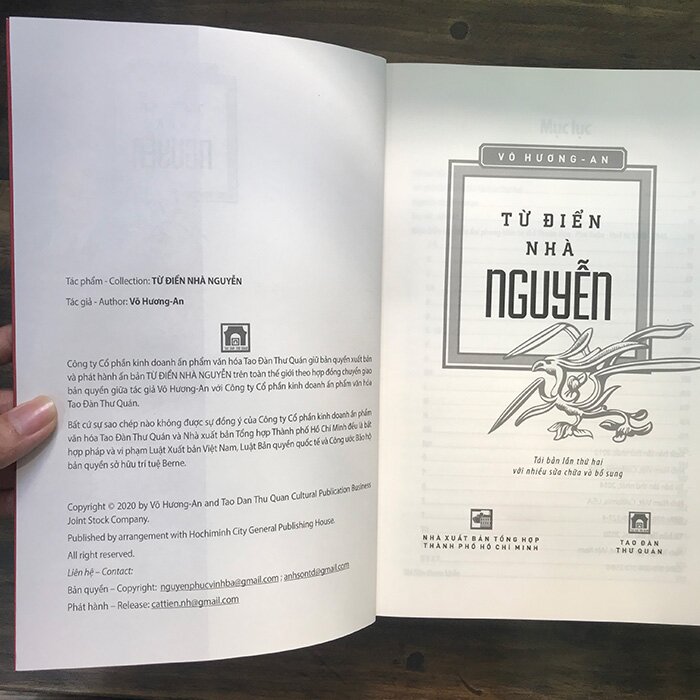 Tác phẩm - Collection: TỪ ĐIỂN NHÀ NGUYỄN
Tác giả - Author: Võ Hương-An
Công ty Cổ phần kinh doanh ấn phẩm văn hóa Tao Đàn Thư Quán giữ bản quyền xuất bản
và phát hành ấn bản TỪ ĐIỂN NHÀ NGUYỄN trên toàn thế giới theo hợp đồng chuyển giao
bản quyền giữa tác giả Võ Hương-An với Công ty Cổ phần kinh doanh ấn phẩm văn hóa
Tao Đàn Thư Quán.
Bất cứ sự sao chép nào không được sự đồng ý của Công ty Cổ phần kinh doanh ấn phẩm
văn hóa Tao Đàn Thư Quán và Nhà xuất bản Tổng hợp Thành phố Hồ Chí Minh đều là bất
hợp pháp và vi phạm Luật Xuất bản Việt Nam, Luật Bản quyền quốc tế và Công ước Bảo hộ
bản quyền sở hữu trí tuệ Berne.
Copyright © 2020 by Võ Hương-An and Tao Dan Thu Quan Cultural Publication Business
Joint Stock Company.
Published by arrangement with Hochiminh City General Publishing House.
All right reserved.
Liên hệ – Contact:
Bản quyền – Copyright: nguyenphucvinhba@gmail.com ; anhsontd@gmail.com
Phát hành – Release: cattien.nh@gmail.com
Mục lục
VÕ HƯƠNG-AN
TỪ ĐIỂN
NHÀ
NGUYỄN
Tái bản lần thứ hai
với nhiều sửa chữa và bổ sung
NHÀ XUẤT BẢN TỔNG HỢP
THÀNH PHỐ HỒ CHÍ MINH
TAO ĐÀN
THƯ QUÁN